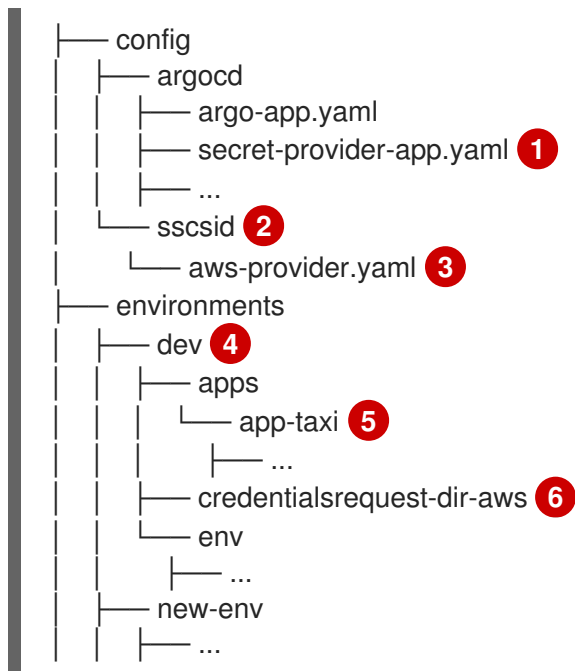 ├── config
│ ├── argocd
│ │ ├── argo-app.yaml
│ │ ├── secret-provider-app.yaml 1
│ │ ├── ...
│ └── sscsid 2
│ └── aws-provider.yaml 3
├── environments
│ ├── dev 4
│ │ ├── apps
│ │ │ └── app-taxi 5
│ │ │ ├── ...
│ │ ├── credentialsrequest-dir-aws 6
│ │ └── env
│ │ ├── ...
│ ├── new-env
│ │ ├── ...